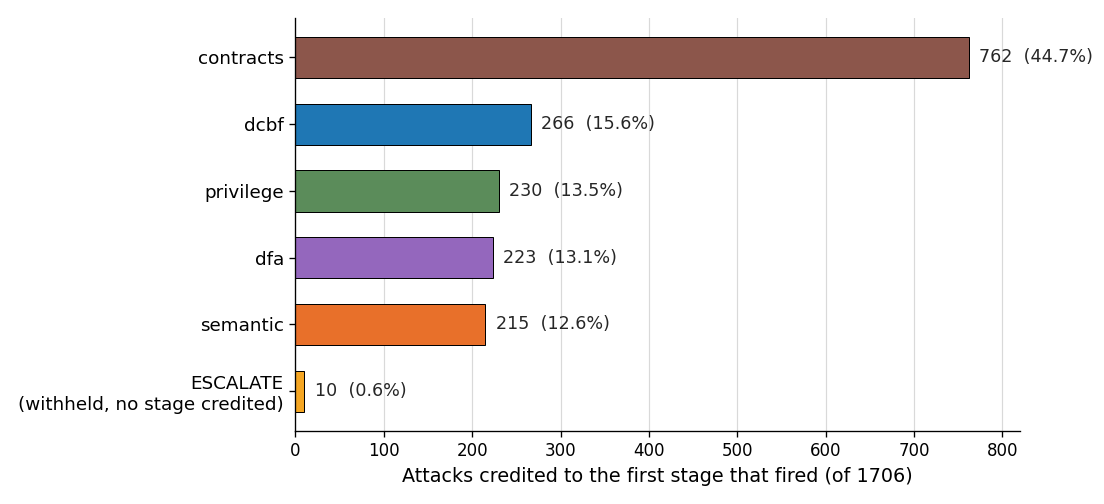 contracts
762 (44.7%)
dcbf
266 (15.6%)
privilege
230 (13.5%)
dfa
223 (13.1%)
semantic
215 (12.6%)
ESCALATE
(withheld, no stage credited)
10 (0.6%)
0 100 200 300 400 500 600 700 800
Attacks credited to the first stage that fired (of 1706)